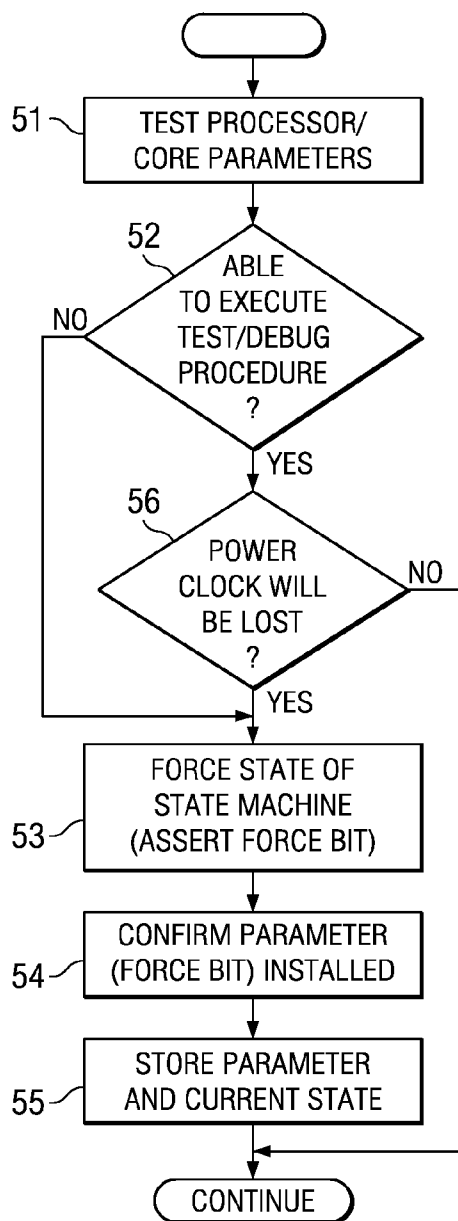 51
TEST PROCESSOR/
CORE PARAMETERS
52
ABLE
TO EXECUTE
TEST/DEBUG
PROCEDURE
?
NO
YES
56
POWER
CLOCK WILL
BE LOST
?
NO
YES
53
FORCE STATE OF
STATE MACHINE
(ASSERT FORCE BIT)
54
CONFIRM PARAMETER
(FORCE BIT) INSTALLED
55
STORE PARAMETER
AND CURRENT STATE
CONTINUE